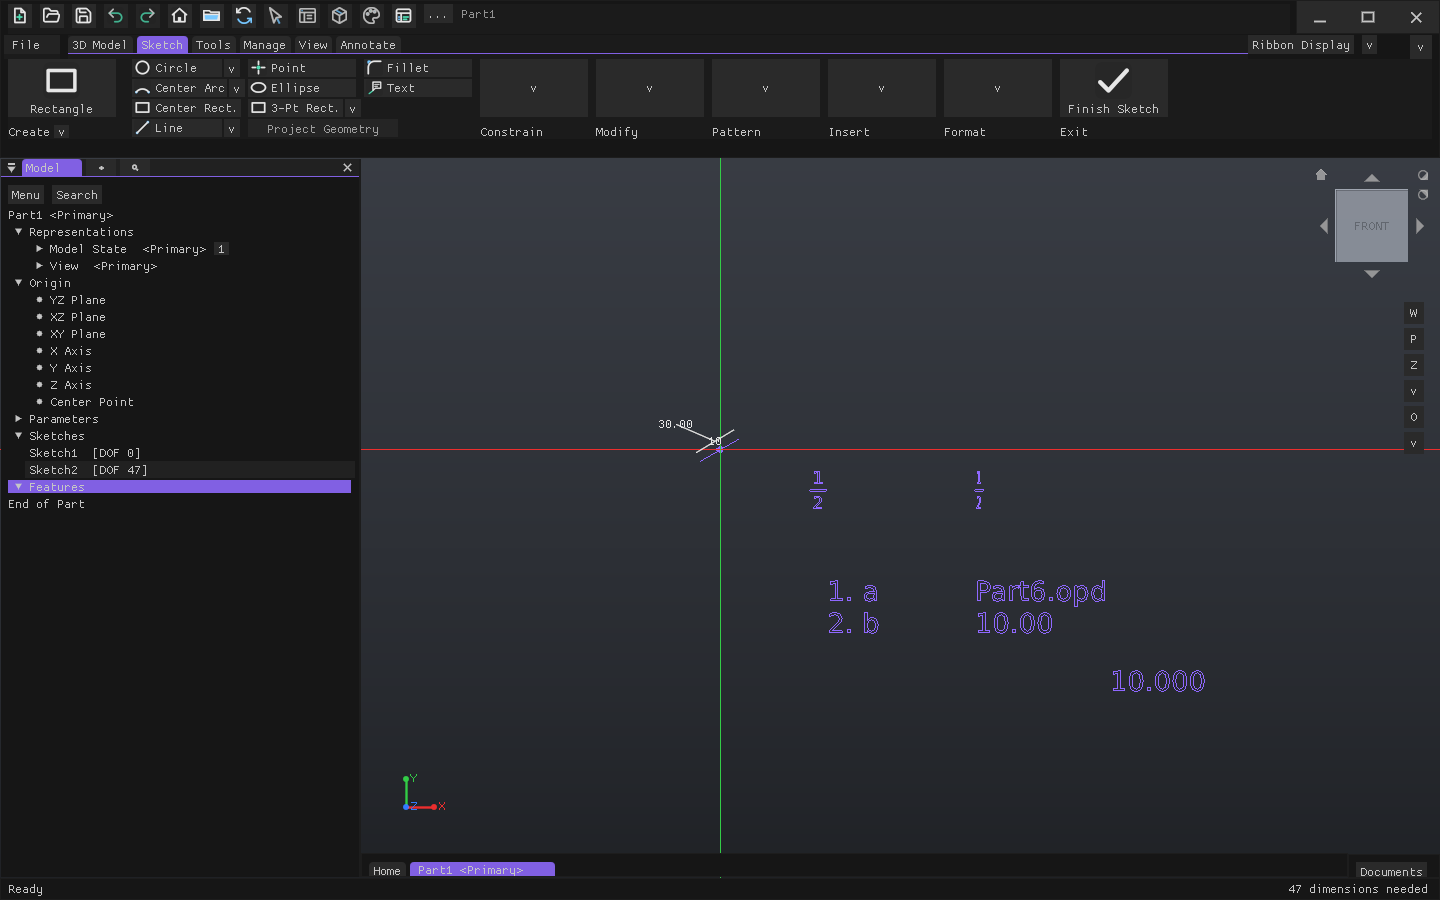 ... Part1
File 3D Model Sketch Tools Manage View Annotate Ribbon Display v v
Rectangle
Create v
Circle v Point Fillet
Center Arc v Ellipse Text
Center Rect. 3-Pt Rect. v
Line v Project Geometry
v v v v v
Finish Sketch
Constrain Modify Pattern Insert Format Exit
Model
Menu Search
Part1 <Primary>
Representations
Model State <Primary> 1
View <Primary>
Origin
YZ Plane
XZ Plane
XY Plane
X Axis
Y Axis
Z Axis
Center Point
Parameters
Sketches
Sketch1 [DOF 0]
Sketch2 [DOF 47]
Features
End of Part
FRONT
W
P
Z
v
O
v
30.00
10
1
2
1
2
1. a
2. b
Part6.opd
10.00
10.000
Y
Z X
Home Part1 <Primary> Documents
Ready 47 dimensions needed